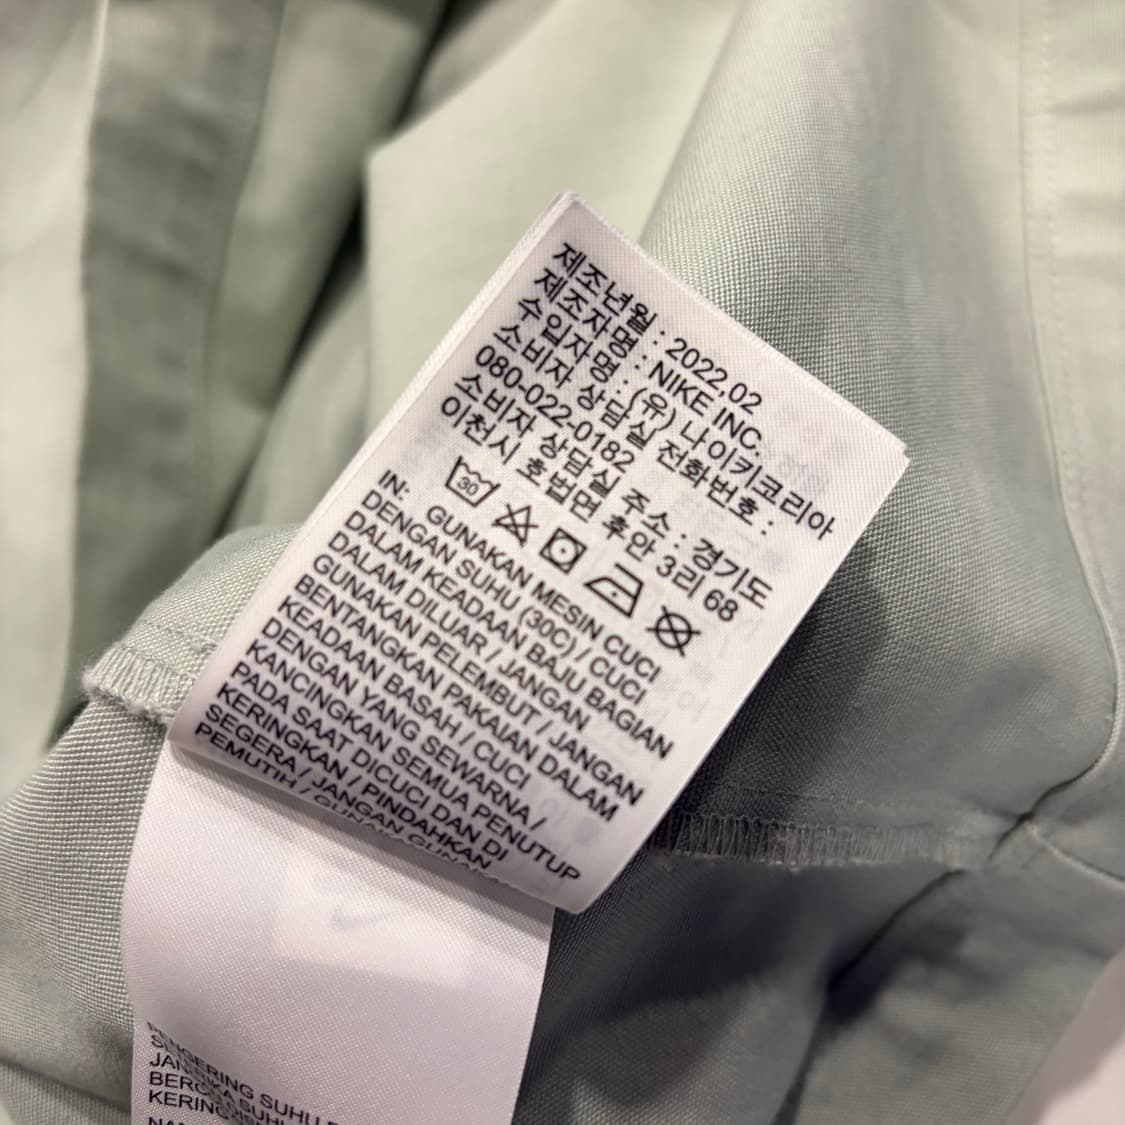 제조년월 : 2022.02
제조자명 : NIKE INC.
수입자명 : (유) 나이키코리아
소비자 상담실 전화번호 :
080-022-0182
소비자 상담실 주소 : 경기도
이천시 호법면 후안 3리 68
30
IN:
GUNAKAN MESIN CUCI
DENGAN SUHU (30C) / CUCI
DALAM KEADAAN BAJU BAGIAN
DALAM DILUAR / JANGAN
GUNAKAN PELEMBUT / JANGAN
BENTANGKAN PAKAIAN DALAM
KEADAAN BASAH / CUCI
DENGAN YANG SEWARNA /
KANCINGKAN SEMUA PENUTUP
PADA SAAT DICUCI DAN DI
KERINGKAN / PINDAHKAN
SEGERA / JANGAN GUNAKAN
PEMUTIH / GUNAKAN
PENGERING SUHU